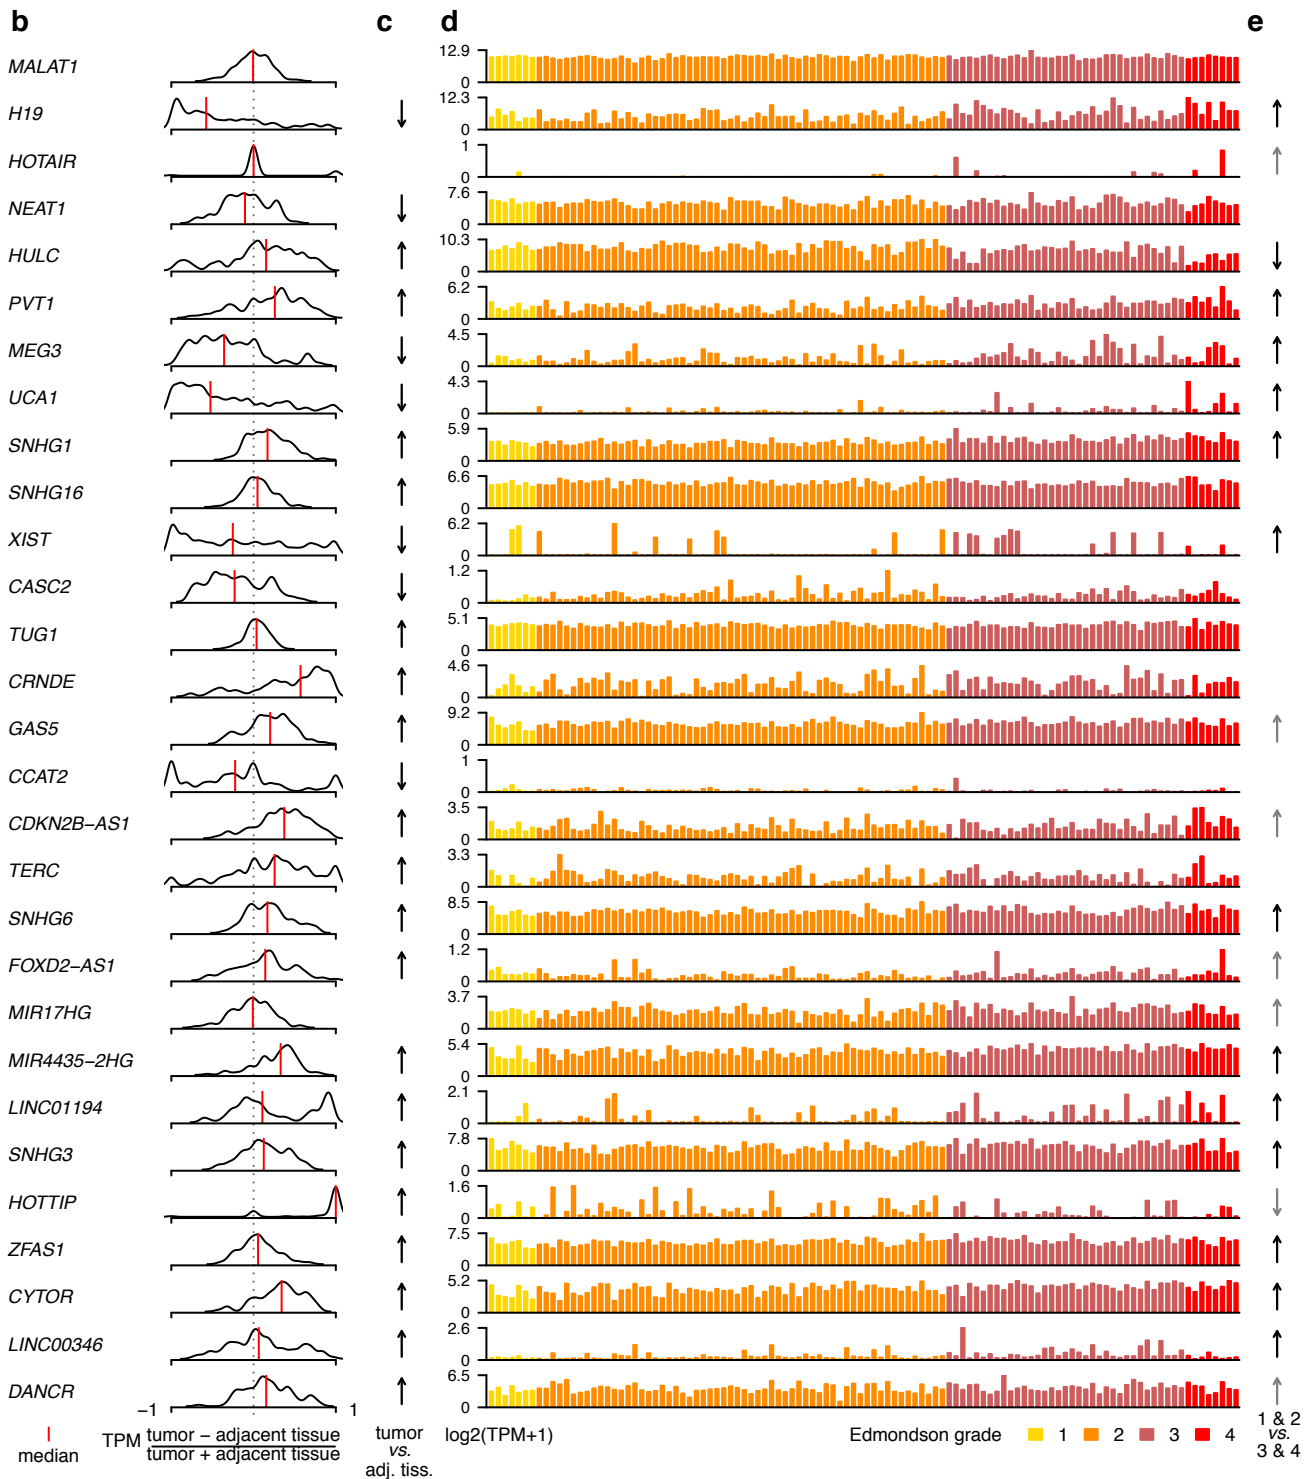 b c d e
MALAT1 12.9 0
H19 12.3 0
HOTAIR 1 0
NEAT1 7.6 0
HULC 10.3 0
PVT1 6.2 0
MEG3 4.5 0
UCA1 4.3 0
SNHG1 5.9 0
SNHG16 6.6 0
XIST 6.2 0
CASC2 1.2 0
TUG1 5.1 0
CRNDE 4.6 0
GAS5 9.2 0
CCAT2 1 0
CDKN2B−AS1 3.5 0
TERC 3.3 0
SNHG6 8.5 0
FOXD2−AS1 1.2 0
MIR17HG 3.7 0
MIR4435−2HG 5.4 0
LINC01194 2.1 0
SNHG3 7.8 0
HOTTIP 1.6 0
ZFAS1 7.5 0
CYTOR 5.2 0
LINC00346 2.6 0
DANCR 6.5 0
−1 1
median
TPM tumor − adjacent tissue
tumor + adjacent tissue
tumor
vs.
adj. tiss.
log2(TPM+1)
Edmondson grade 1 2 3 4
1 & 2
vs.
3 & 4